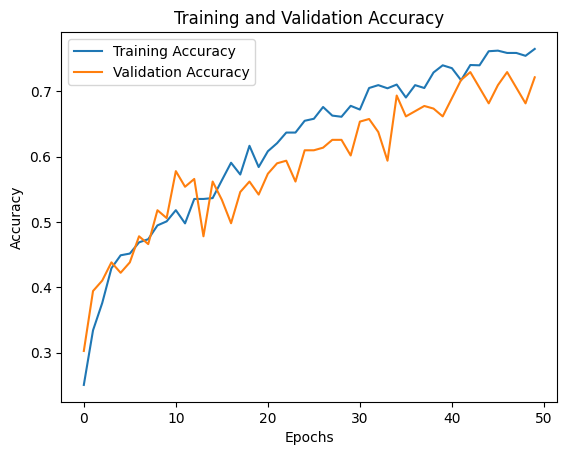 Training and Validation Accuracy
Training Accuracy
Validation Accuracy
0.7
0.6
0.5
0.4
0.3
Accuracy
0
10
20
30
40
50
Epochs